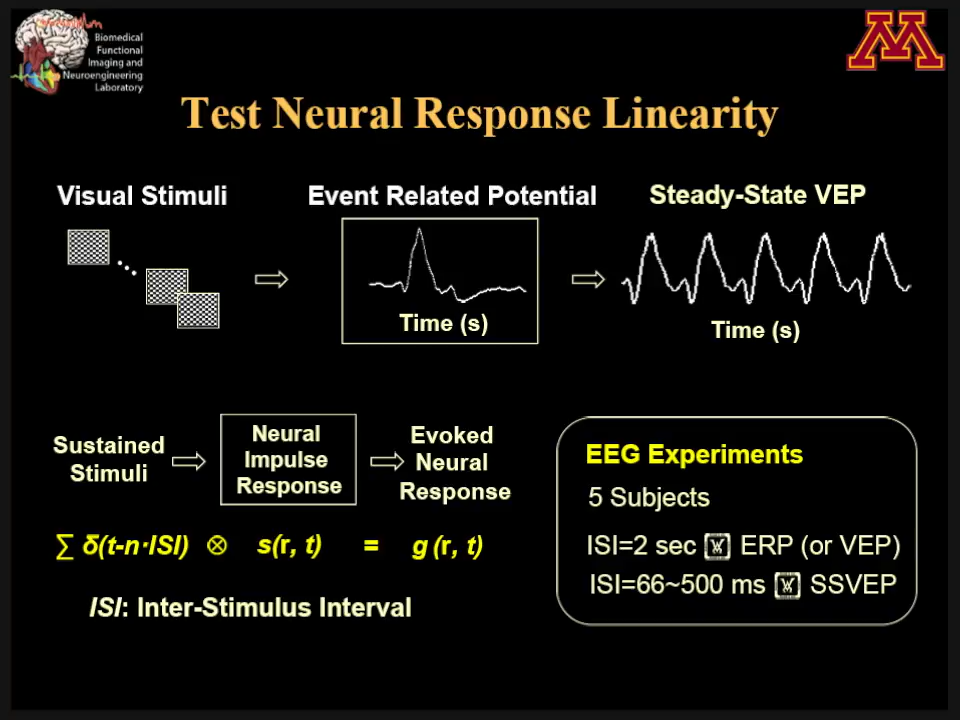 Biomedical
Functional
Imaging and
Neuroengineering
Laboratory
M
Test Neural Response Linearity
Visual Stimuli
Event Related Potential
Steady-State VEP
Time (s)
Time (s)
Sustained
Stimuli
Neural
Impulse
Response
Evoked
Neural
Response
∑ δ(t-n·ISI) ⊗ s(r, t) = g (r, t)
ISI: Inter-Stimulus Interval
EEG Experiments
5 Subjects
ISI=2 sec ERP (or VEP)
ISI=66~500 ms SSVEP